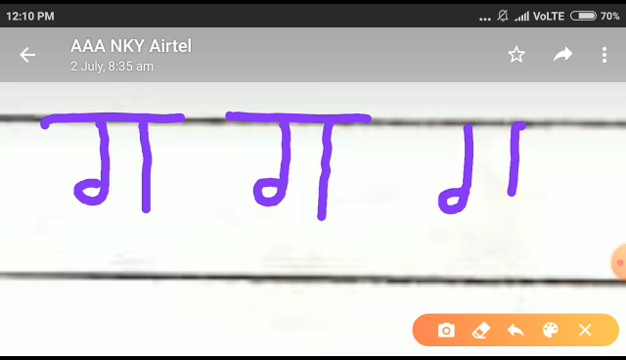 12:10 PM ... VoLTE 70%
AAA NKY Airtel
2 July, 8:35 am
ग ग ग